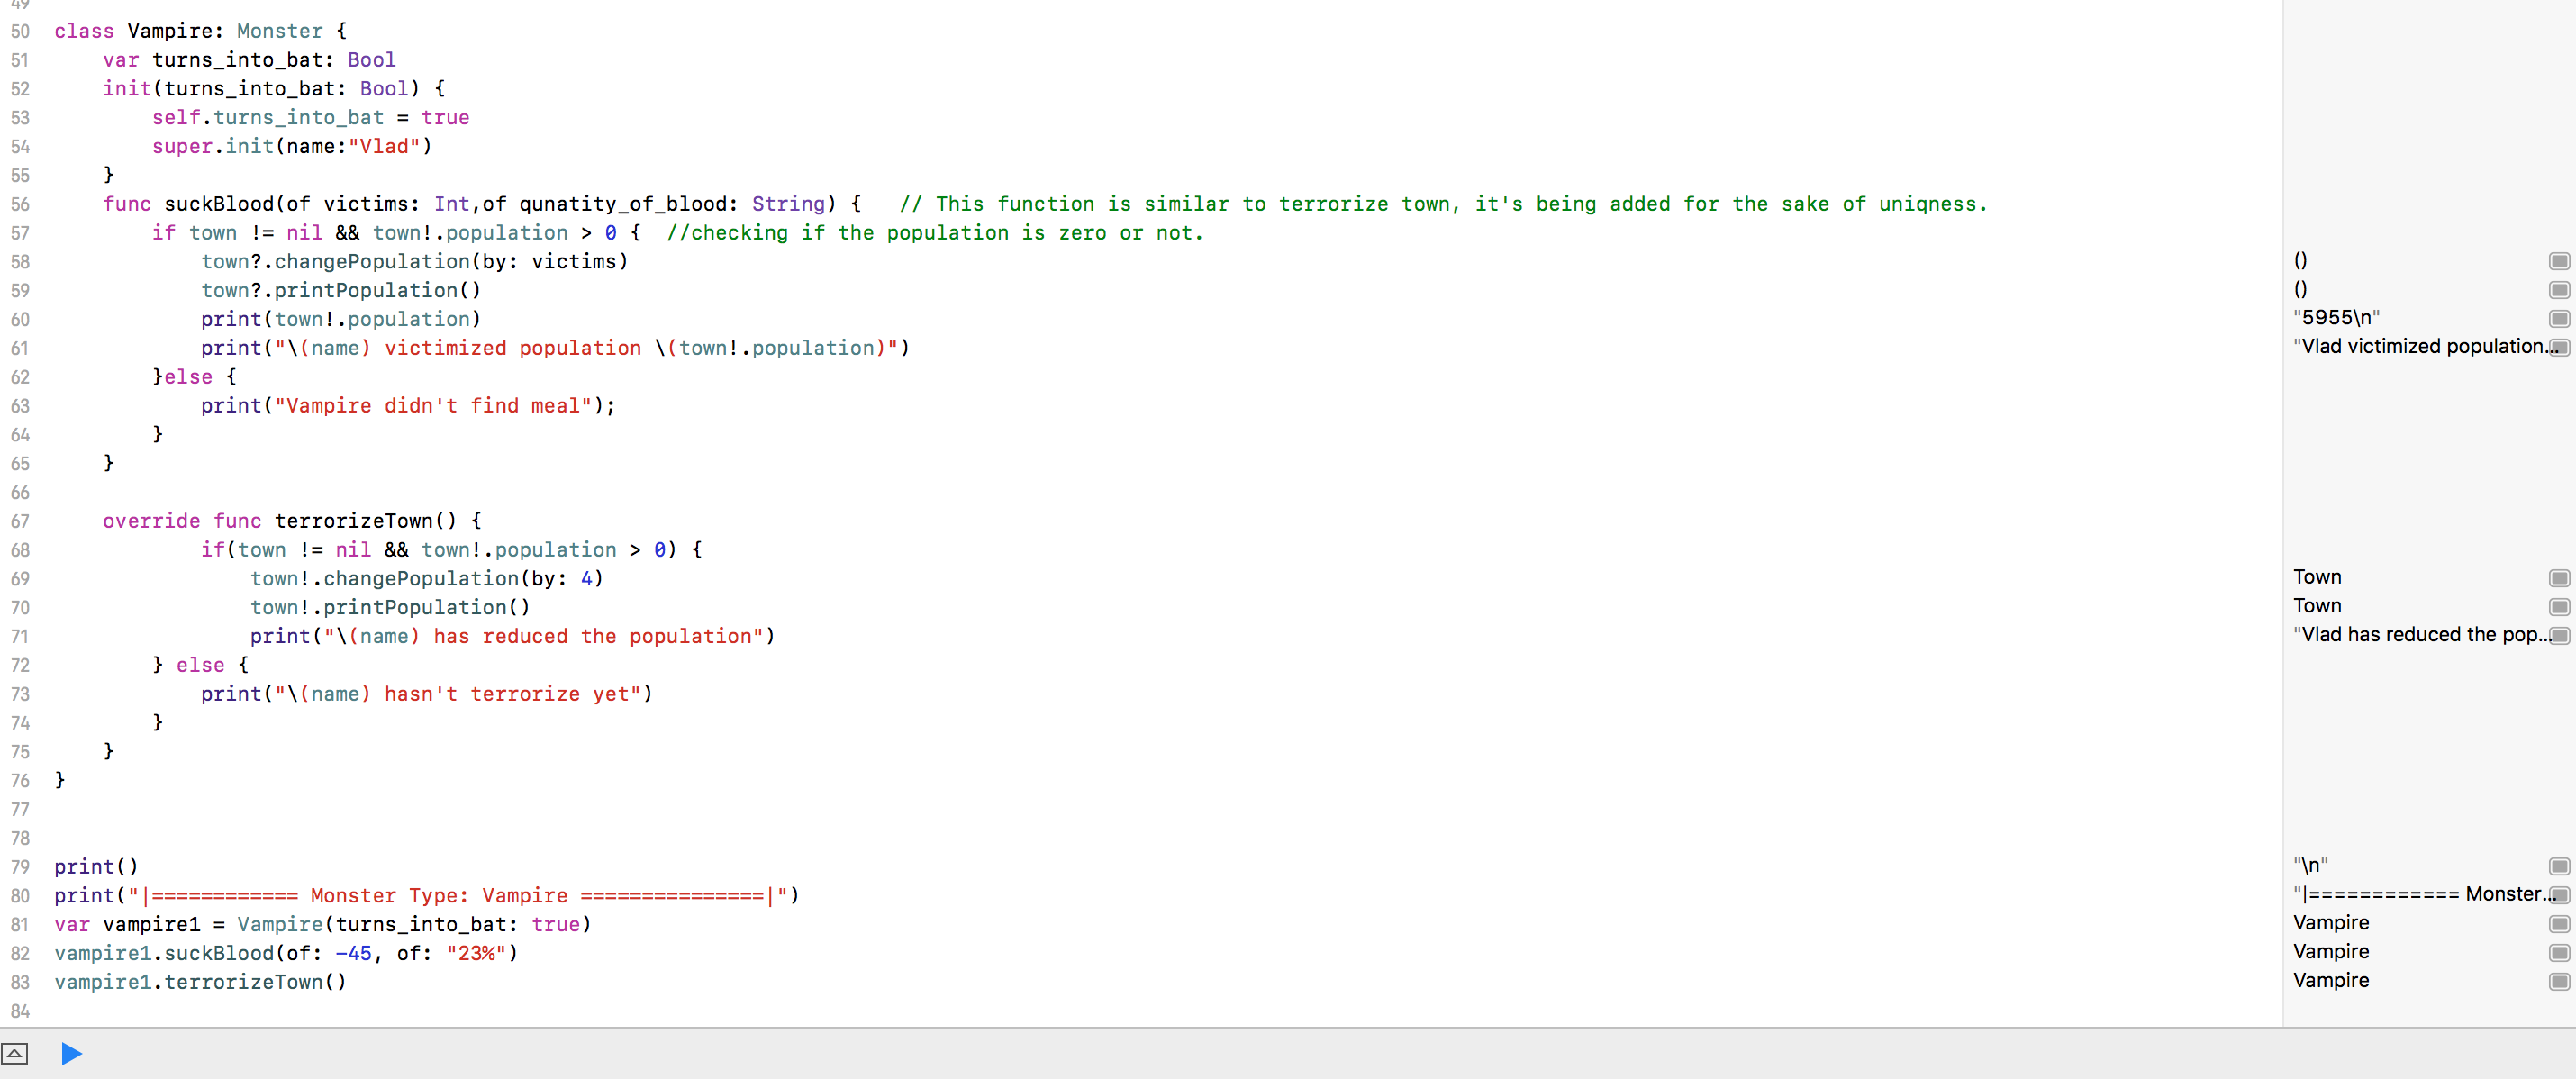 49
50 class Vampire: Monster {
51     var turns_into_bat: Bool
52     init(turns_into_bat: Bool) {
53         self.turns_into_bat = true
54         super.init(name:"Vlad")
55     }
56     func suckBlood(of victims: Int,of qunatity_of_blood: String) {   // This function is similar to terrorize town, it's being added for the sake of uniqness.
57         if town != nil && town!.population > 0 {  //checking if the population is zero or not.
58             town?.changePopulation(by: victims) ()
59             town?.printPopulation() ()
60             print(town!.population) "5955\n"
61             print("\(name) victimized population \(town!.population)") "Vlad victimized population...
62         }else {
63             print("Vampire didn't find meal");
64         }
65     }
66
67     override func terrorizeTown() {
68             if(town != nil && town!.population > 0) {
69                 town!.changePopulation(by: 4) Town
70                 town!.printPopulation() Town
71                 print("\(name) has reduced the population") "Vlad has reduced the pop...
72         } else {
73             print("\(name) hasn't terrorize yet")
74         }
75     }
76 }
77
78
79 print() "\n"
80 print("|============ Monster Type: Vampire ===============|") "|============ Monster...
81 var vampire1 = Vampire(turns_into_bat: true) Vampire
82 vampire1.suckBlood(of: -45, of: "23%") Vampire
83 vampire1.terrorizeTown() Vampire
84